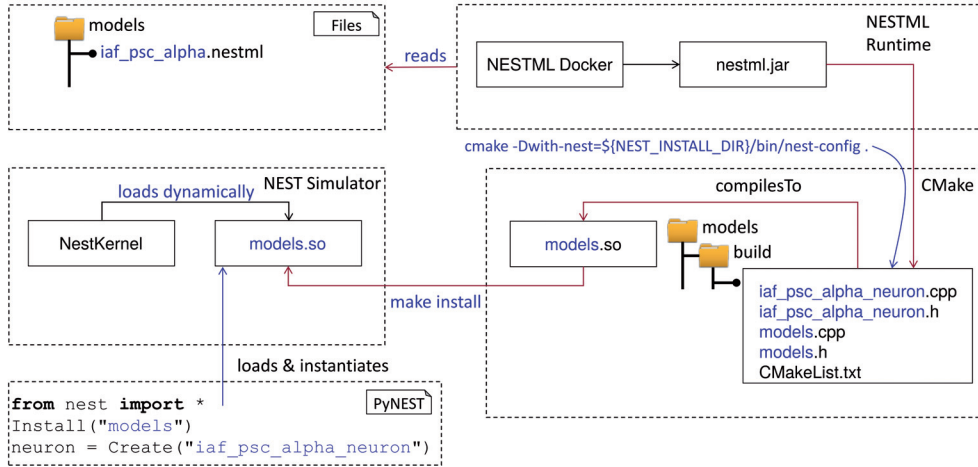 models
Files
iaf_psc_alpha.nestml
reads
NESTML Docker
nestml.jar
NESTML
Runtime
cmake -Dwith-nest=${NEST_INSTALL_DIR}/bin/nest-config .
NEST Simulator
loads dynamically
NestKernel
models.so
compilesTo
CMake
models.so
models
build
make install
iaf_psc_alpha_neuron.cpp
iaf_psc_alpha_neuron.h
models.cpp
models.h
CMakeList.txt
loads & instantiates
PyNEST
from nest import *
Install("models")
neuron = Create("iaf_psc_alpha_neuron")